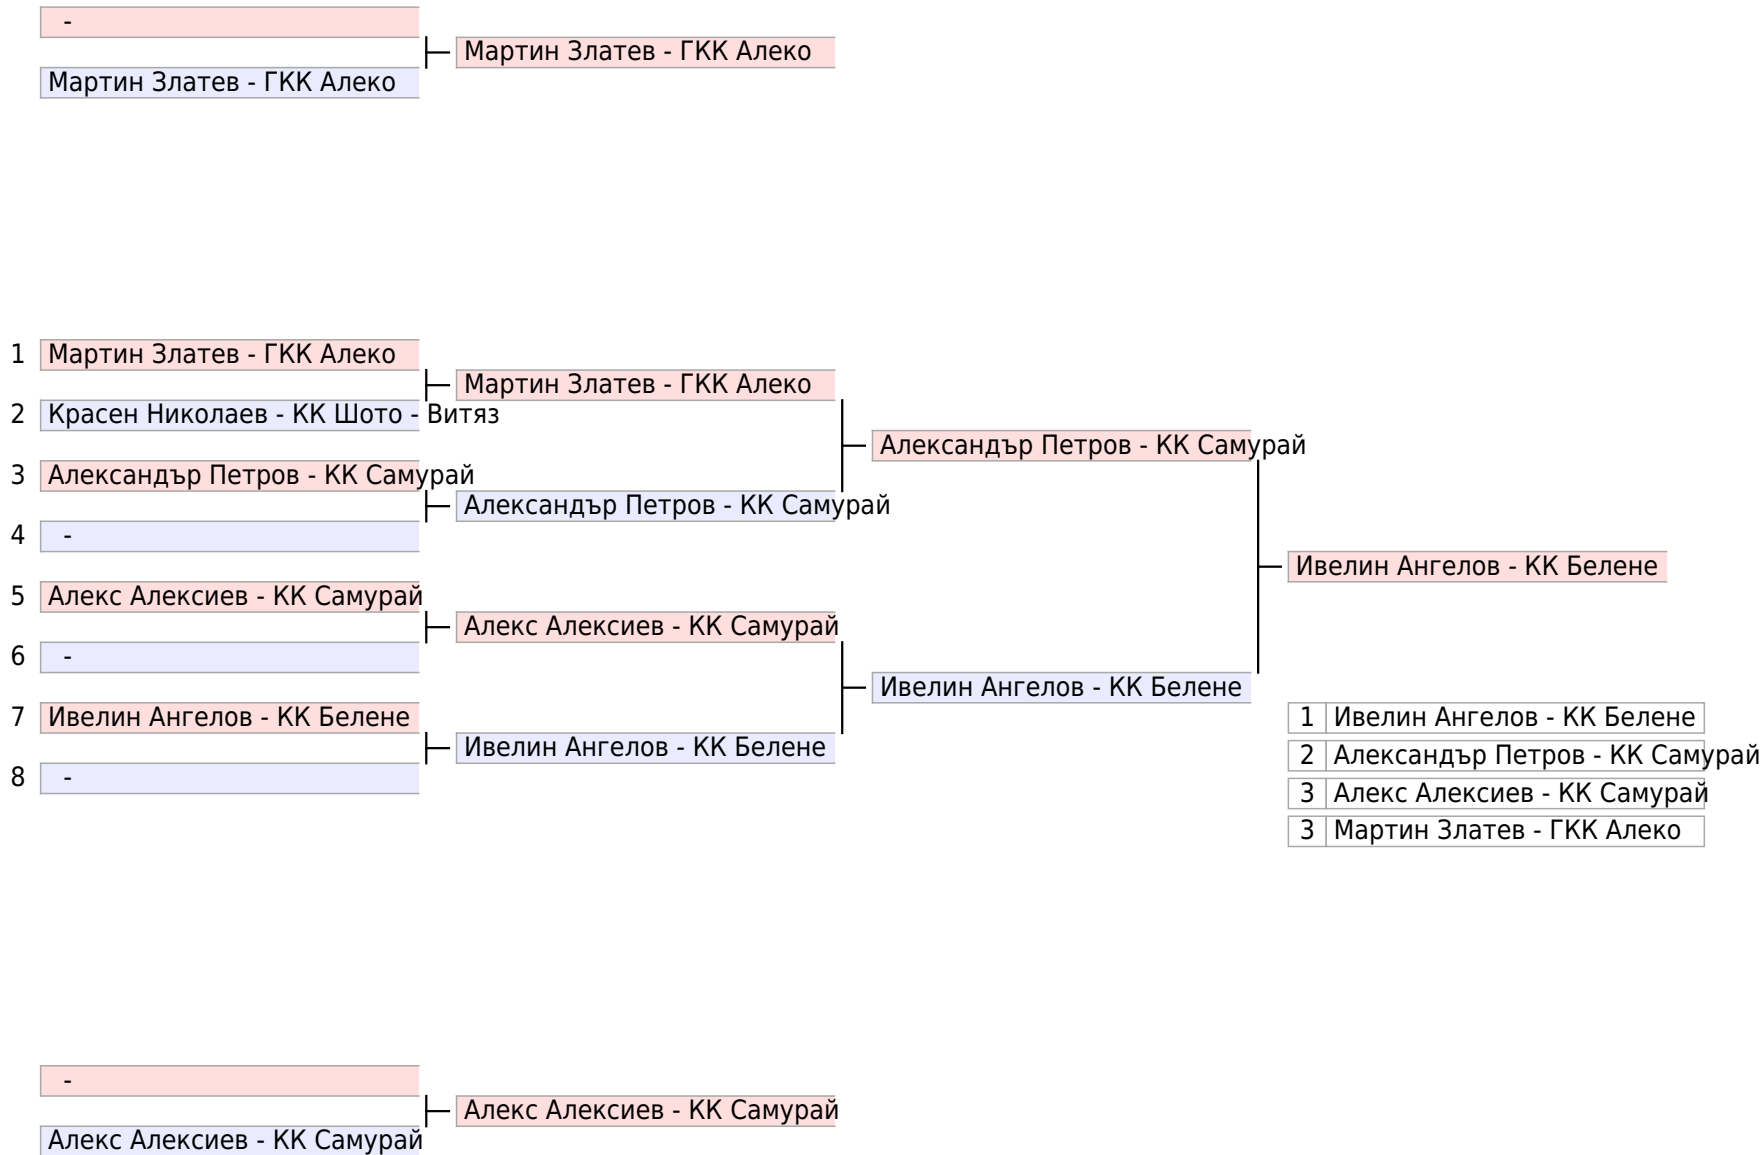 -
Мартин Златев - ГКК Алеко
Мартин Златев - ГКК Алеко
1 Мартин Златев - ГКК Алеко
Мартин Златев - ГКК Алеко
2 Красен Николаев - КК Шото - Витяз
Александър Петров - КК Самурай
3 Александър Петров - КК Самурай
Александър Петров - КК Самурай
4 -
Ивелин Ангелов - КК Белене
5 Алекс Алексиев - КК Самурай
Алекс Алексиев - КК Самурай
6 -
Ивелин Ангелов - КК Белене
7 Ивелин Ангелов - КК Белене
Ивелин Ангелов - КК Белене
8 -
1 Ивелин Ангелов - КК Белене
2 Александър Петров - КК Самурай
3 Алекс Алексиев - КК Самурай
3 Мартин Златев - ГКК Алеко
-
Алекс Алексиев - КК Самурай
Алекс Алексиев - КК Самурай